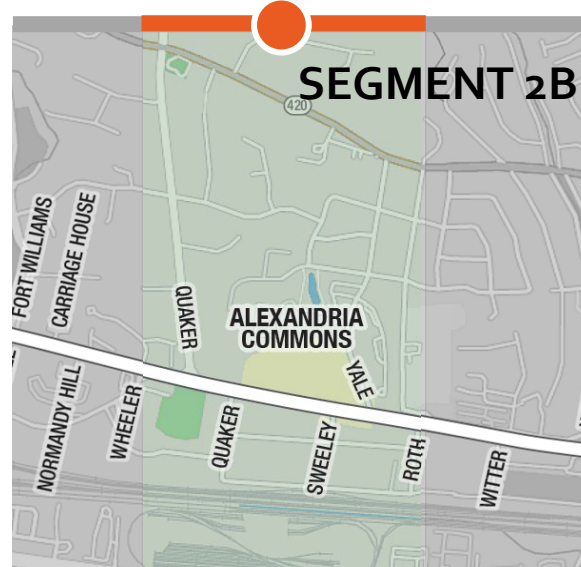 SEGMENT 2B
420
FORT WILLIAMS
CARRIAGE HOUSE
QUAKER
ALEXANDRIA
COMMONS
YALE
NORMANDY HILL
WHEELER
QUAKER
SWEELEY
ROTH
WITTER